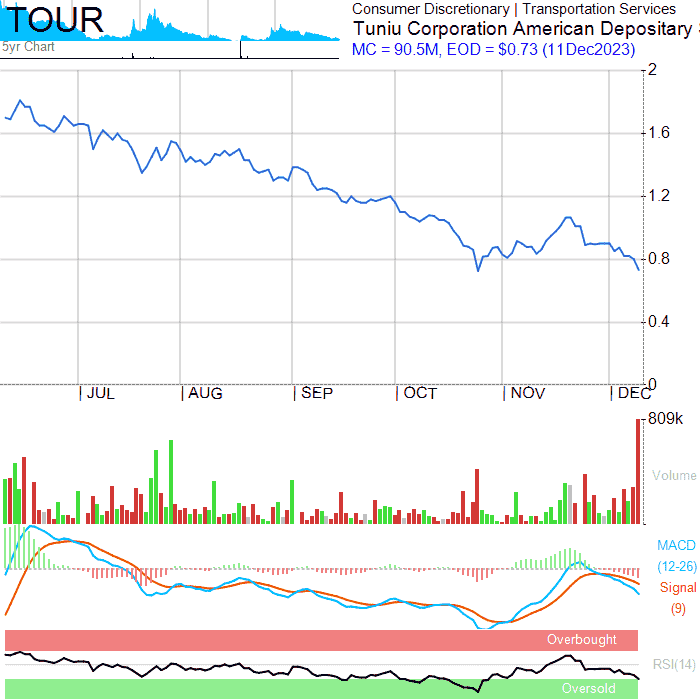 TOUR
5yr Chart
Consumer Discretionary | Transportation Services
Tuniu Corporation American Depositary
MC = 90.5M, EOD = $0.73 (11Dec2023)
2
1.6
1.2
0.8
0.4
0
JUL AUG SEP OCT NOV DEC
809k
Volume
MACD
(12-26)
Signal
(9)
Overbought
RSI(14)
Oversold